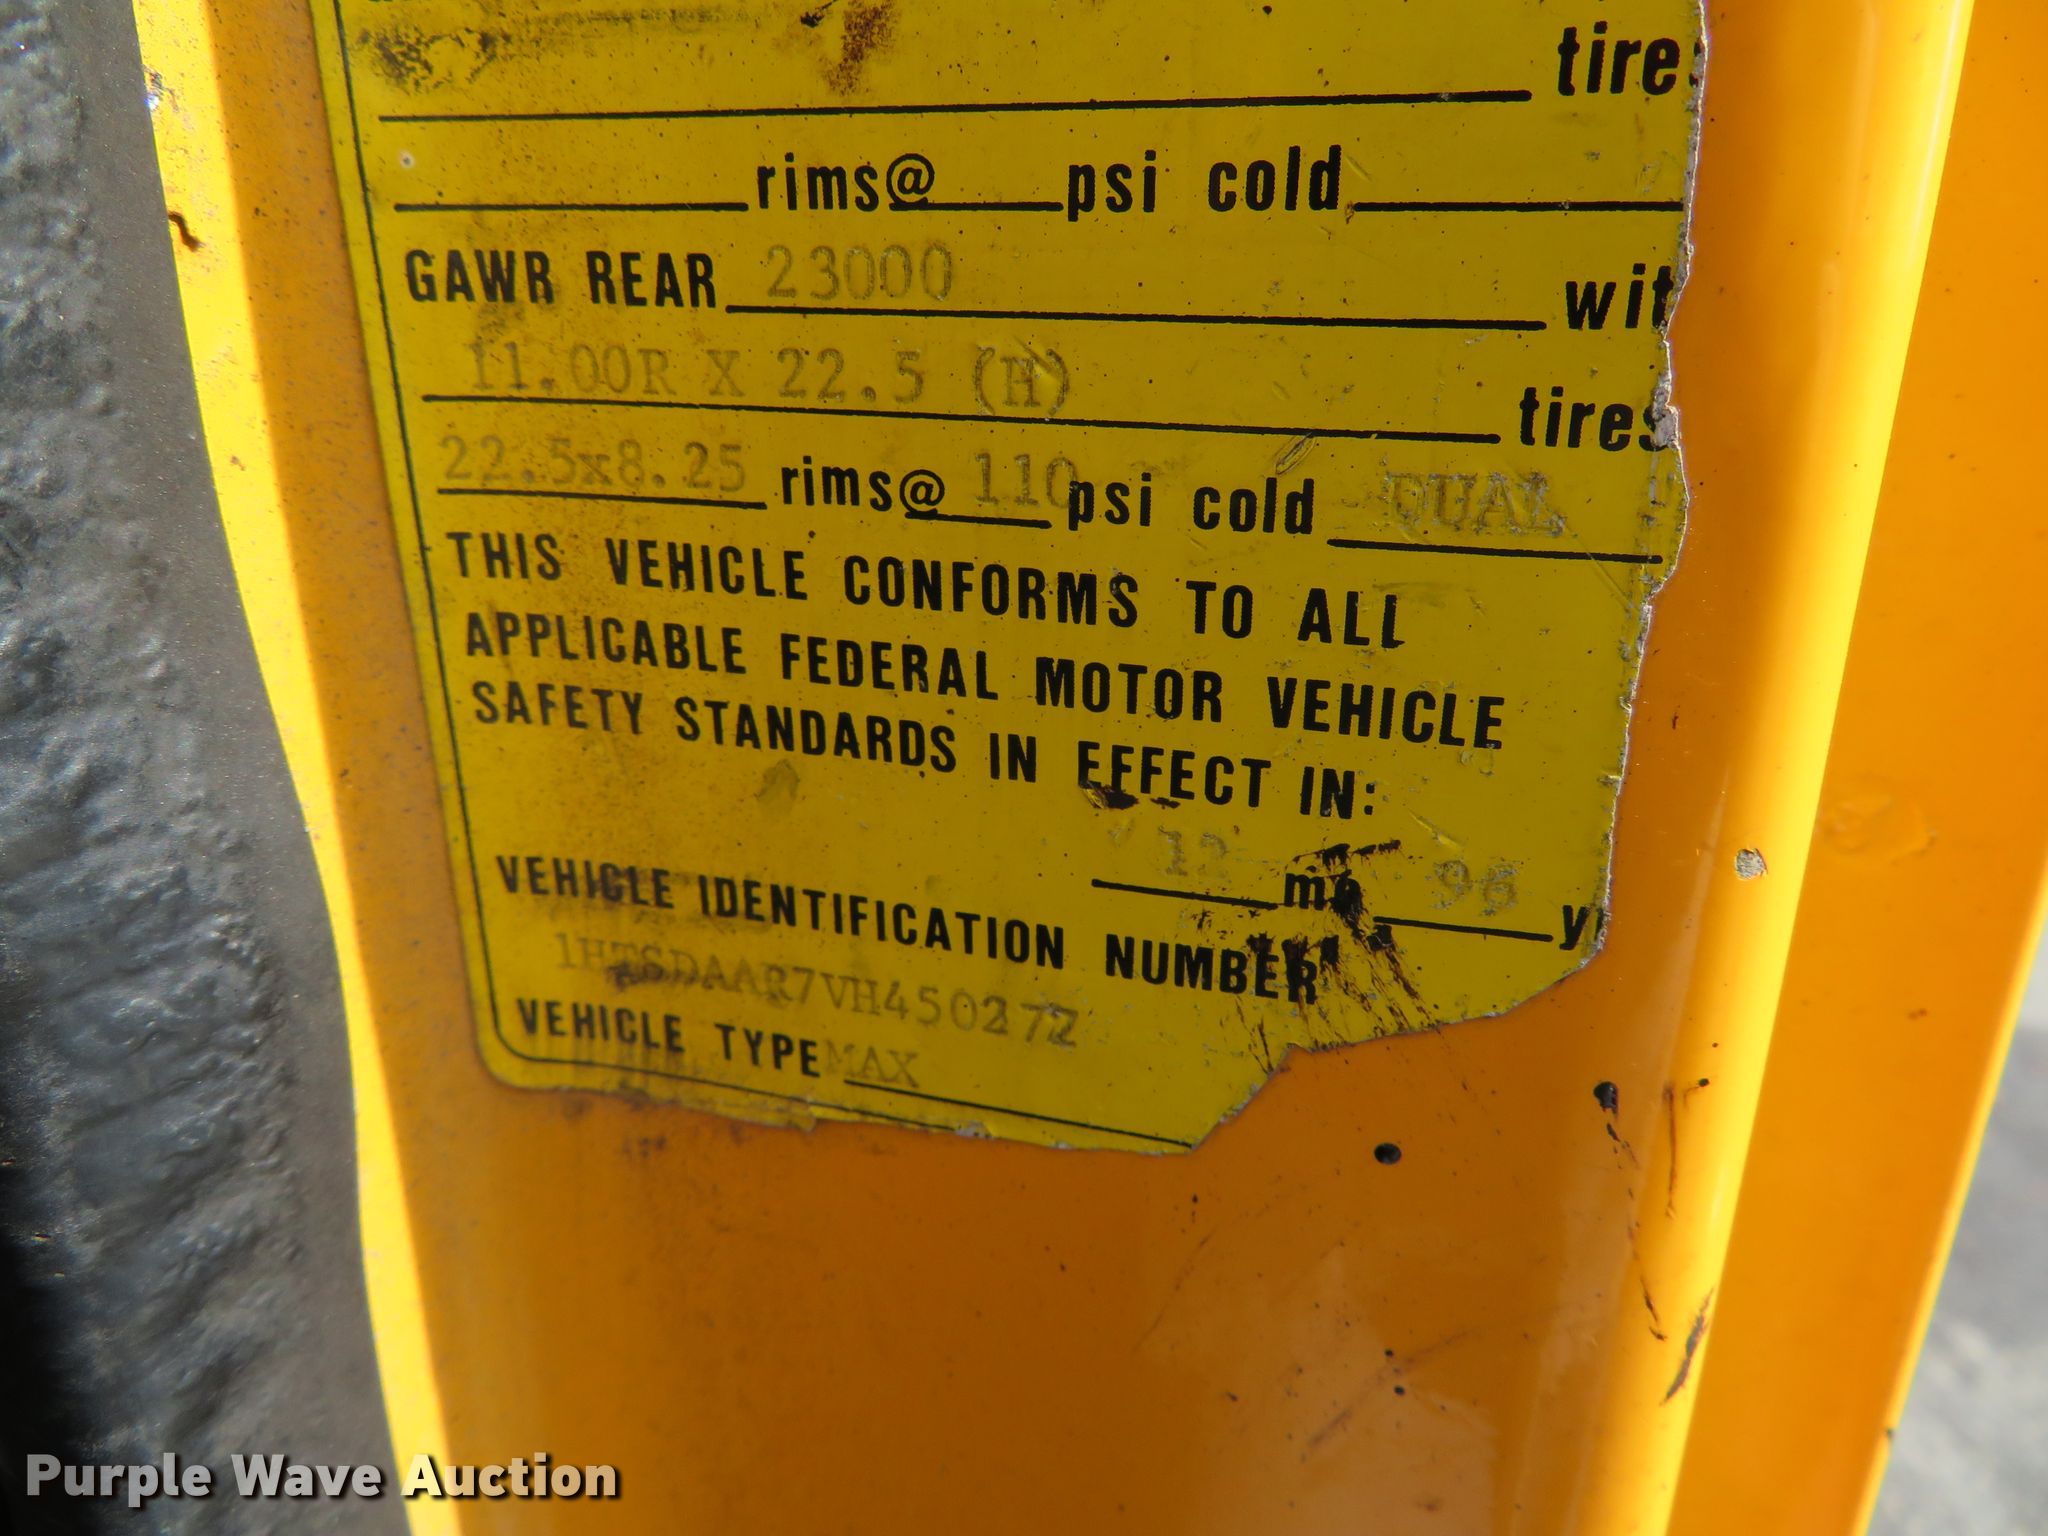 tires
rims@ psi cold
GAWR REAR 23000 wit
11.00R X 22.5 (H) tires
22.5x8.25 rims@ 110 psi cold DUAL
THIS VEHICLE CONFORMS TO ALL
APPLICABLE FEDERAL MOTOR VEHICLE
SAFETY STANDARDS IN EFFECT IN:
12 mo 96 y
VEHICLE IDENTIFICATION NUMBER
1HTSDAAR7VH450272
VEHICLE TYPE MAX
Purple Wave Auction